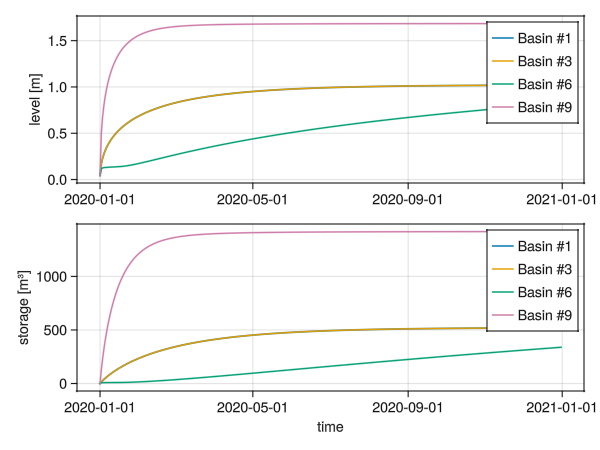 level [m]
1.5
1.0
0.5
0.0
Basin #1
Basin #3
Basin #6
Basin #9
2020-01-01
2020-05-01
2020-09-01
2021-01-01
storage [m³]
1000
500
0
Basin #1
Basin #3
Basin #6
Basin #9
2020-01-01
2020-05-01
2020-09-01
2021-01-01
time